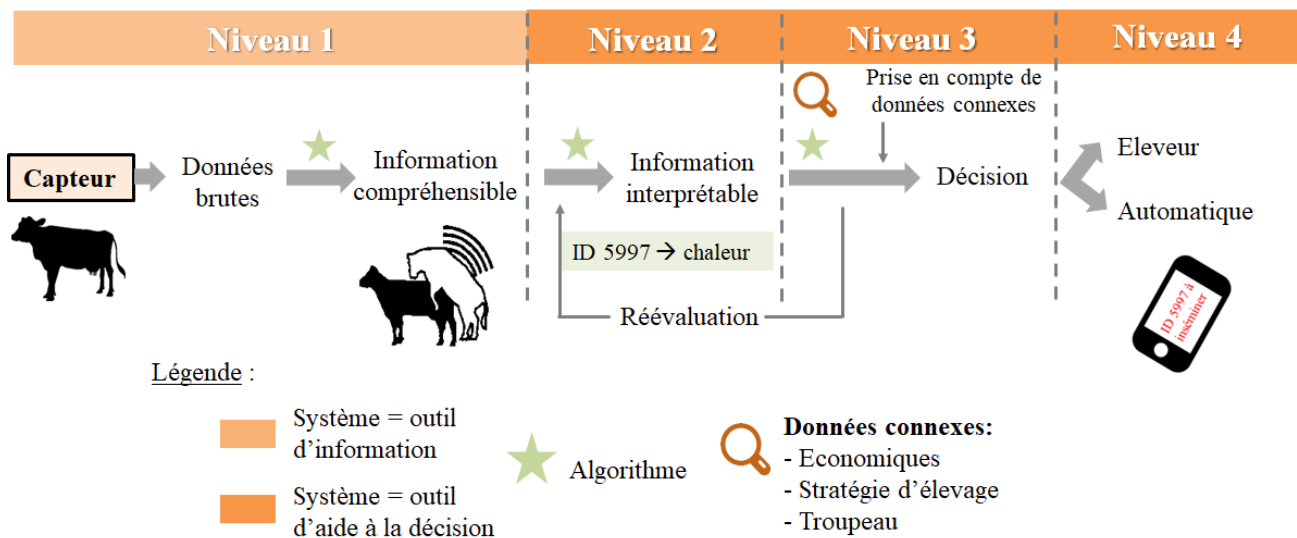 Niveau 1
Niveau 2
Niveau 3
Niveau 4
Prise en compte de
données connexes
Capteur
Données
brutes
Information
compréhensible
Information
interprétable
Décision
Eleveur
Automatique
ID 5997 → chaleur
Réévaluation
ID 5997 à
inséminer
Légende :
Système = outil
d’information
Système = outil
d’aide à la décision
Algorithme
Données connexes:
- Economiques
- Stratégie d’élevage
- Troupeau